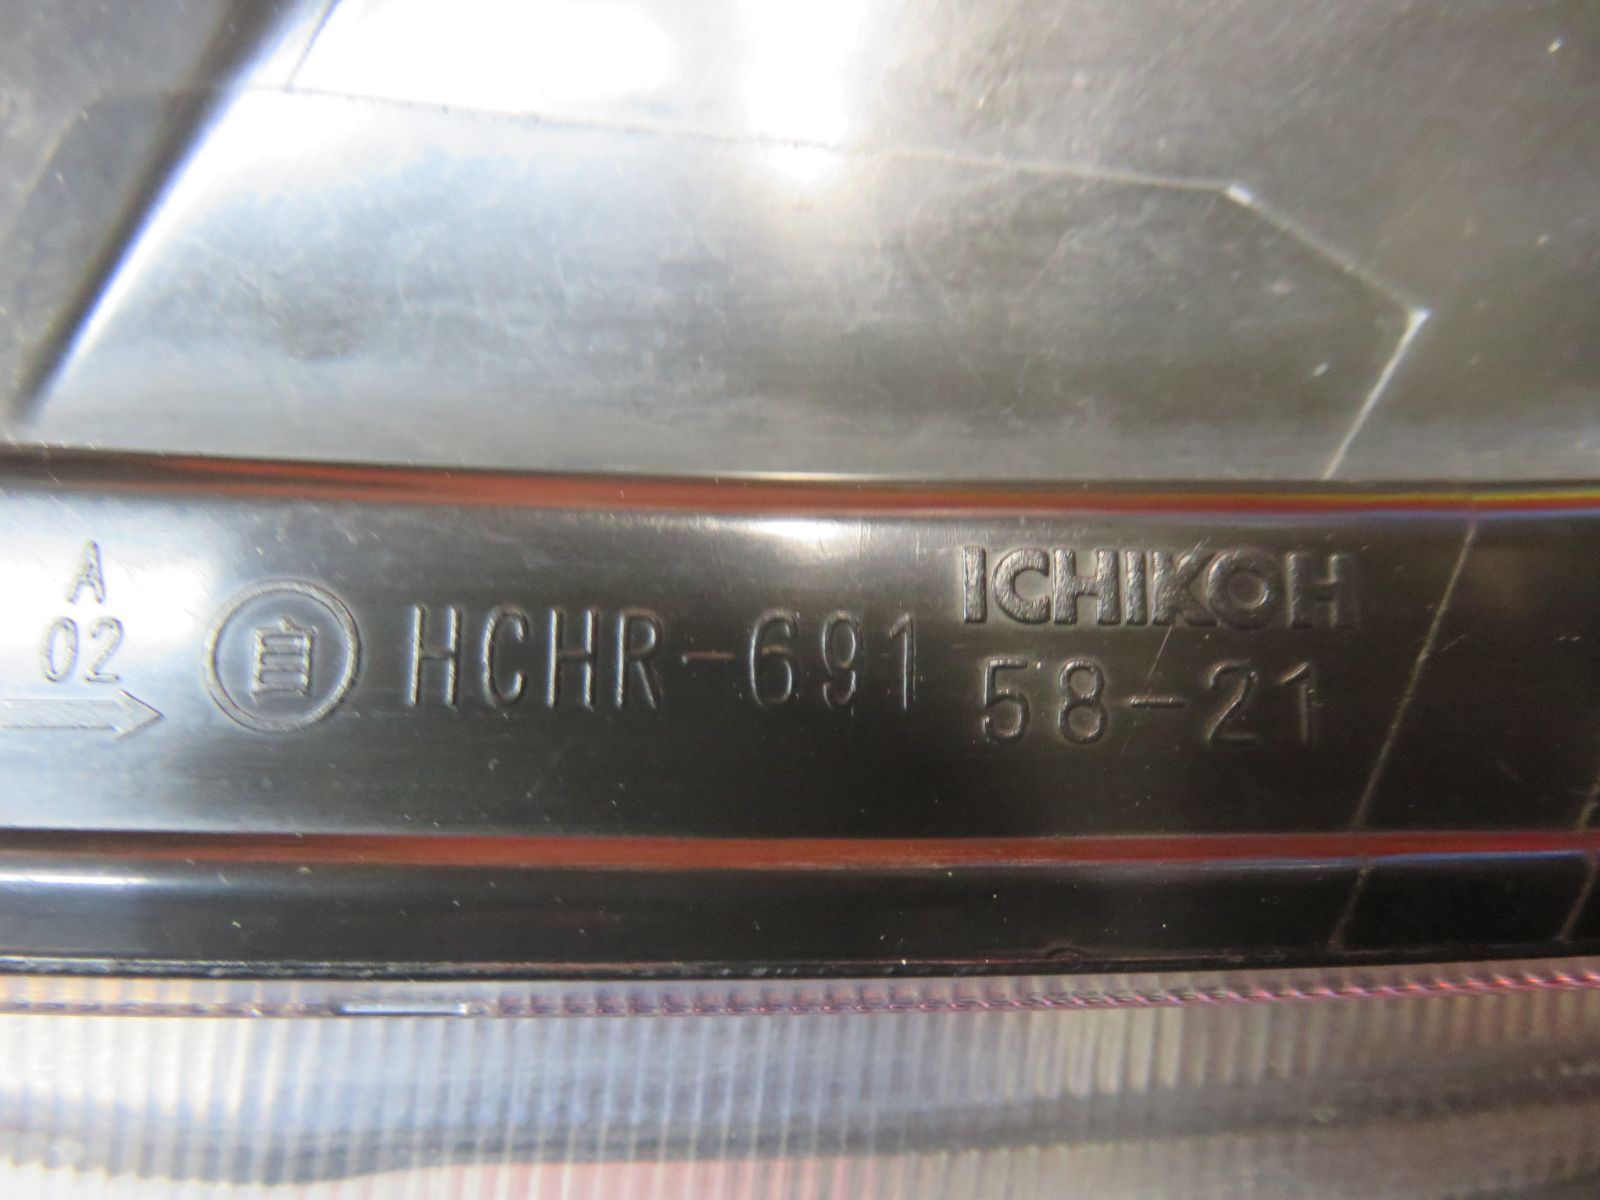 A
02
自
HCHR-691
ICHIKOH
58-21